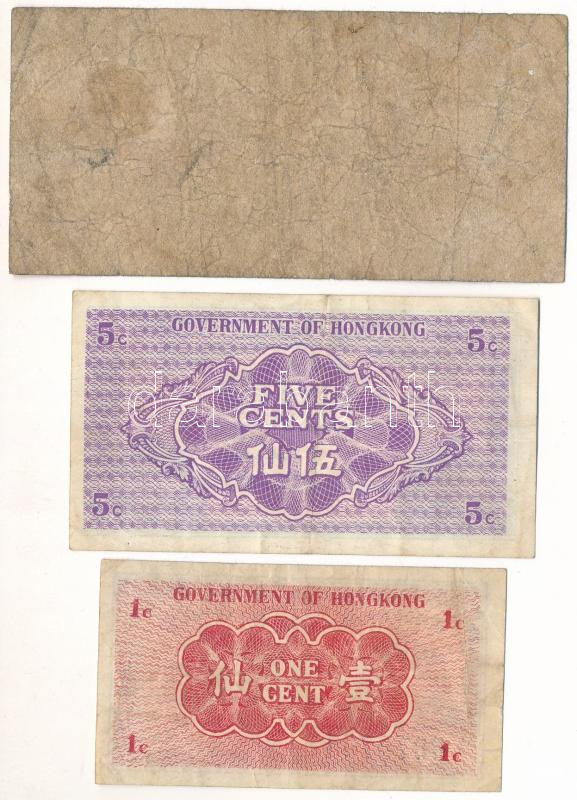 5c GOVERNMENT OF HONGKONG 5c
FIVE
CENTS
仙伍
5c 5c
darabanth
1c GOVERNMENT OF HONGKONG 1c
仙 ONE CENT 壹
1c 1c